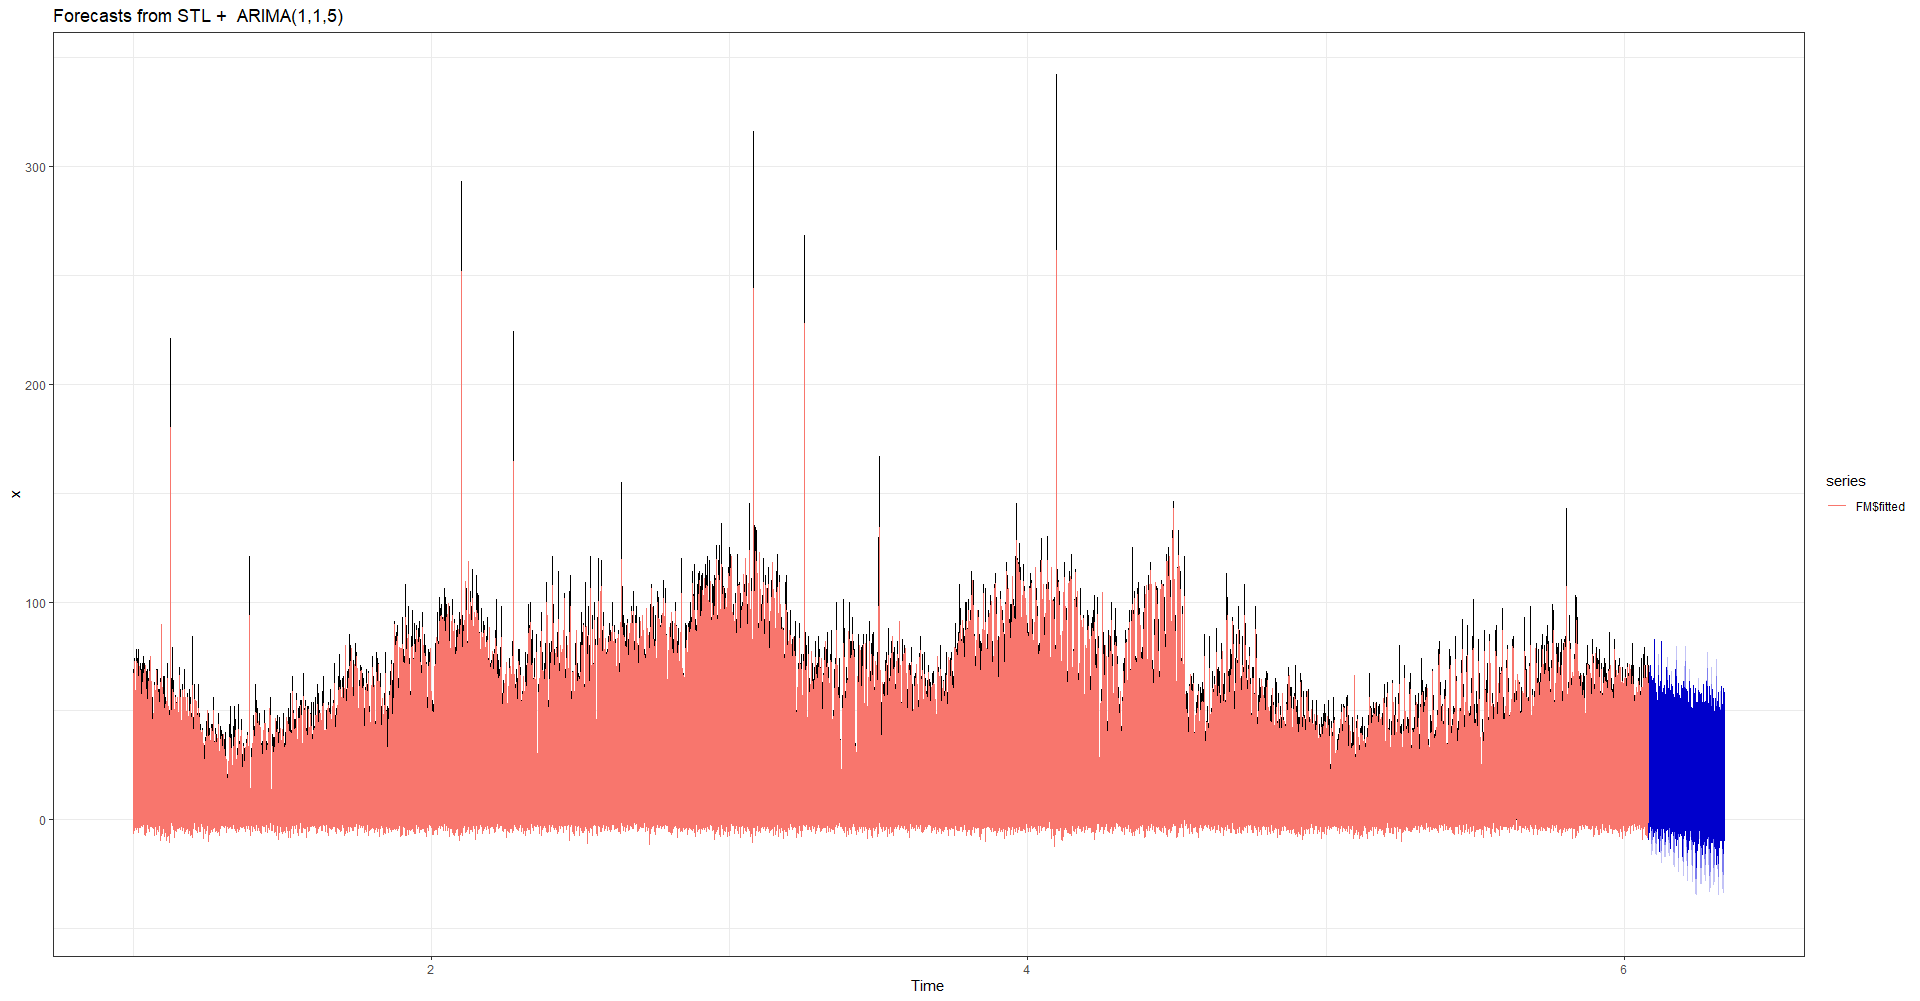 Forecasts from STL +  ARIMA(1,1,5)
x
300
200
100
0
2
4
6
Time
series
FM$fitted